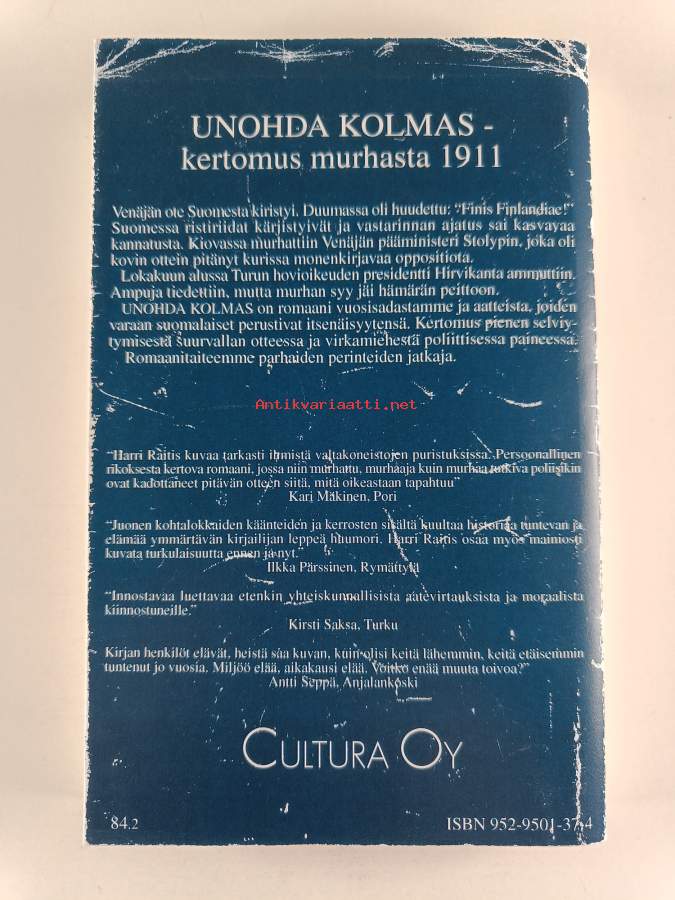 UNOHDA KOLMAS -
kertomus murhasta 1911
Venäjän ote Suomesta kiristyi. Duumassa oli huudettu: "Finis Finlandiae!"
Suomessa ristiriidat kärjistyivät ja vastarinnan ajatus sai kasvavaa
kannatusta. Kiovassa murhattiin Venäjän pääministeri Stolypin, joka oli
kovin ottein pitänyt kurissa monenkirjavaa oppositiota.
Lokakuun alussa Turun hovioikeuden presidentti Hirvikanta ammuttiin.
Ampuja tiedettiin, mutta murhan syy jäi hämärän peittoon.
UNOHDA KOLMAS on romaani vuosisadastamme ja aatteista, joiden
varaan suomalaiset perustivat itsenäisyytensä. Kertomus pienen selviy-
tymisestä suurvallan otteessa ja virkamiehestä poliittisessa paineessa.
Romaanitaiteemme parhaiden perinteiden jatkaja.
Antikvariaatti.net
"Harri Raitis kuvaa tarkasti ihmistä valtakoneistojen puristuksissa. Persoonallinen
rikoksesta kertova romaani, jossa niin murhattu, murhaaja kuin murhaa tutkiva poliisikin
ovat kadottaneet pitävän otteen siitä, mitä oikeastaan tapahtuu"
Kari Mäkinen, Pori
"Juonen kohtalokkaiden käänteiden ja kerrosten sisältä kuultaa historiaa tuntevan ja
elämää ymmärtävän kirjailijan leppeä huumori. Harri Raitis osaa myös mainiosti
kuvata turkulaisuutta ennen ja nyt."
Ilkka Pärssinen, Rymättylä
"Innostavaa luettavaa etenkin yhteiskunnallisista aatevirtauksista ja moraalista
kiinnostuneille."
Kirsti Saksa, Turku
Kirjan henkilöt elävät, heistä saa kuvan, kuin olisi keitä lähemmin, keitä etäisemmin
tuntenut jo vuosia. Miljöö elää, aikakausi elää. Voitko enää muuta toivoa?"
Antti Seppä, Anjalankoski
CULTURA OY
84.2
ISBN 952-9501-37-4